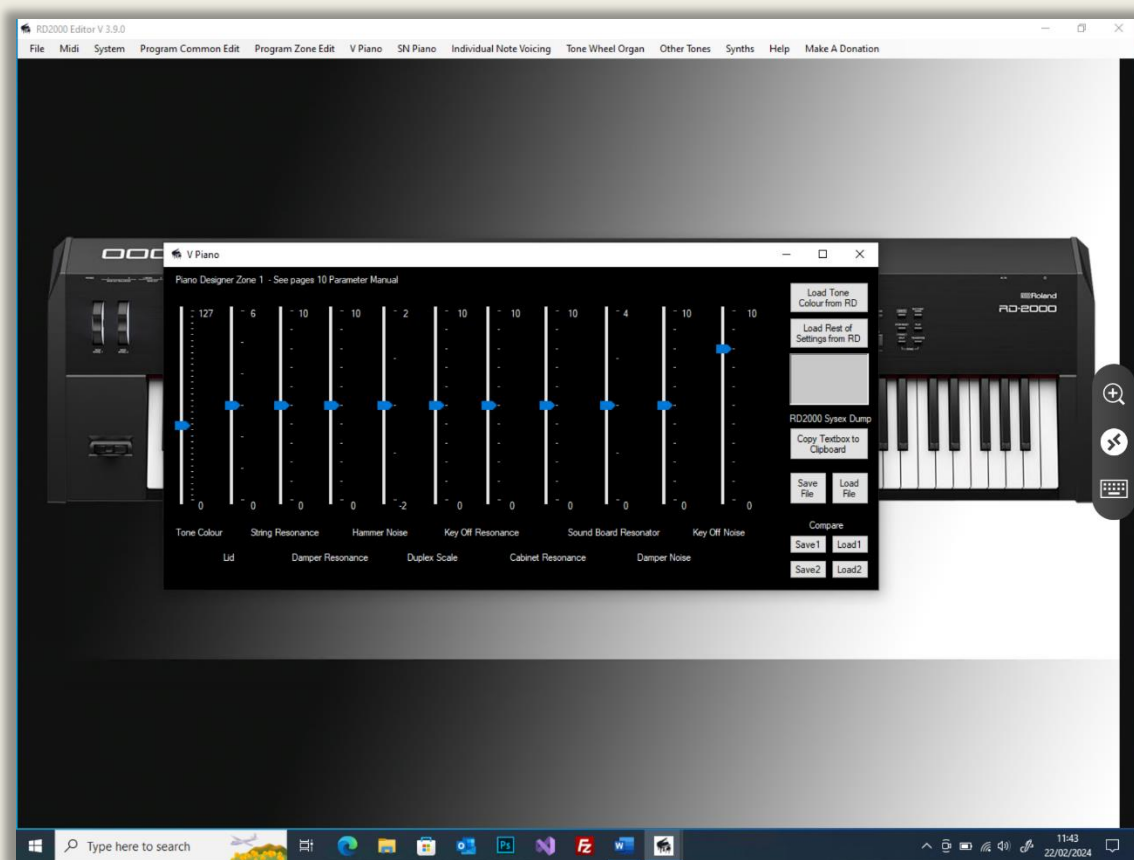 RD2000 Editor V 3.9.0
File Midi System Program Common Edit Program Zone Edit V Piano SN Piano Individual Note Voicing Tone Wheel Organ Other Tones Synths Help Make A Donation
V Piano
Piano Designer Zone 1 - See pages 10 Parameter Manual
127 6 10 10 2 10 10 10 4 10 10
0 0 0 0 -2 0 0 0 0 0 0
Tone Colour String Resonance Hammer Noise Key Off Resonance Sound Board Resonator Key Off Noise
Lid Damper Resonance Duplex Scale Cabinet Resonance Damper Noise
Load Tone
Colour from RD
Load Rest of
Settings from RD
RD2000 Sysex Dump
Copy Textbox to
Clipboard
Save
File
Load
File
Compare
Save1 Load1
Save2 Load2
Roland
RD-2000
Type here to search
Ps
Fz
11:43
22/02/2024